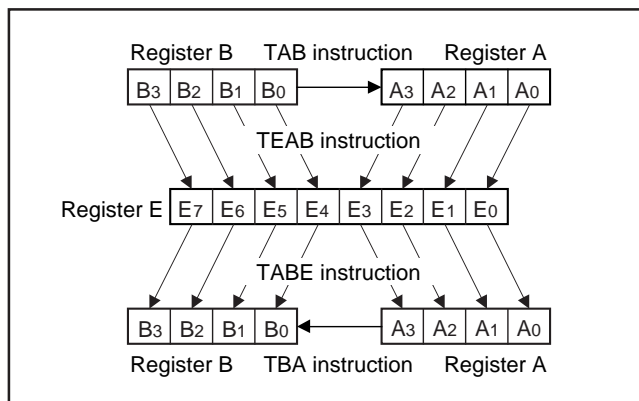 Register B TAB instruction Register A
B3 B2 B1 B0 A3 A2 A1 A0
TEAB instruction
Register E E7 E6 E5 E4 E3 E2 E1 E0
TABE instruction
B3 B2 B1 B0 A3 A2 A1 A0
Register B TBA instruction Register A